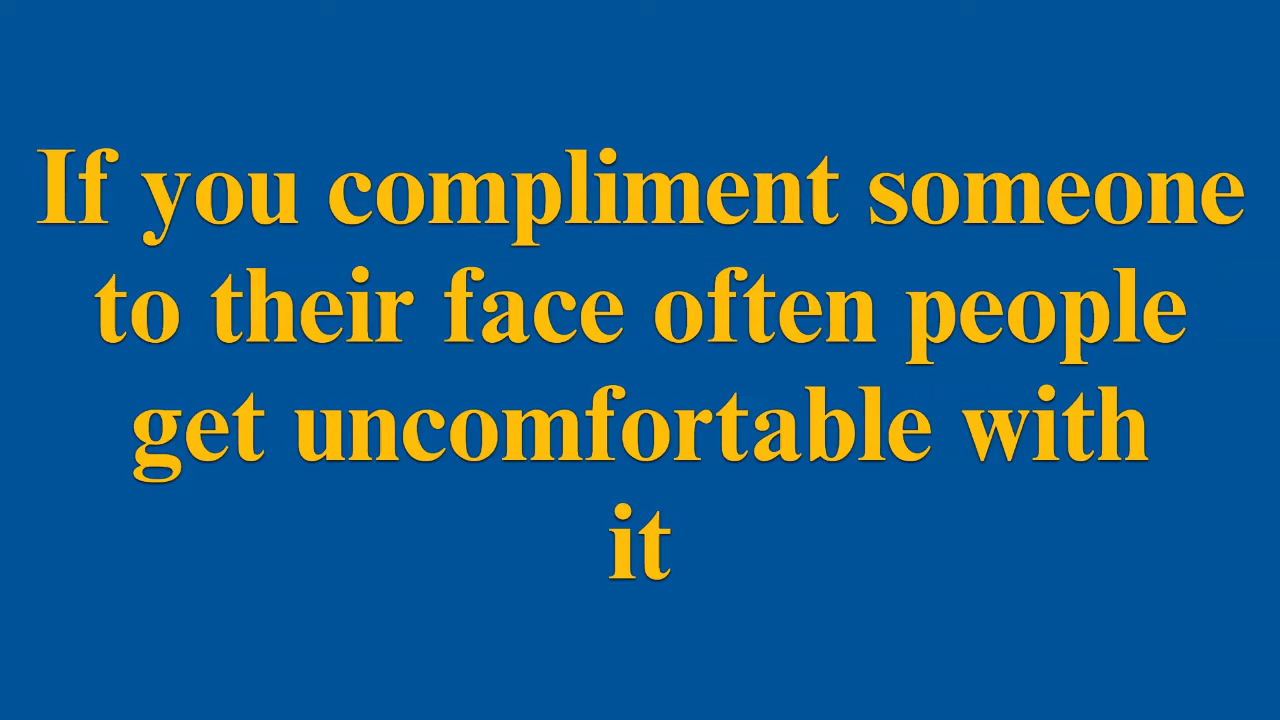 If you compliment someone
to their face often people
get uncomfortable with
it